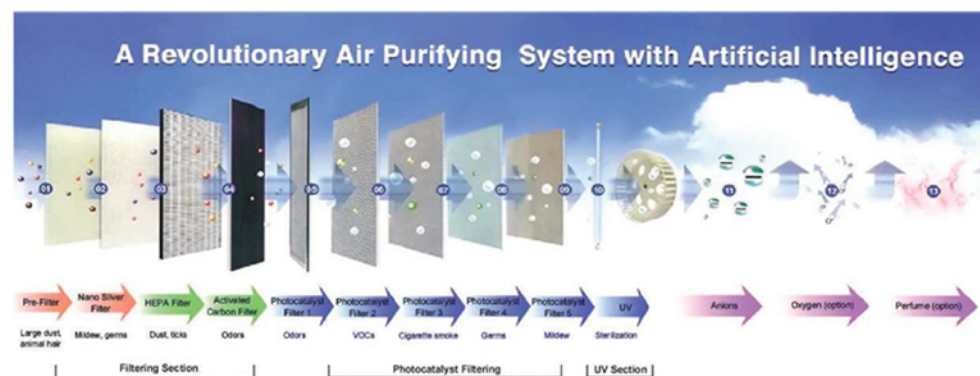 A Revolutionary Air Purifying System with Artificial Intelligence
01 02 03 04 05 06 07 08 09 10 11 12 13
Pre-Filter
Nano Silver
Filter
HEPA Filter
Activated
Carbon Filter
Photocatalyst
Filter 1
Photocatalyst
Filter 2
Photocatalyst
Filter 3
Photocatalyst
Filter 4
Photocatalyst
Filter 5
UV
Anions
Oxygen (option)
Perfume (option)
Large dust,
animal hair
Mildew, germs
Dust, ticks
Odors
Odors
VOCs
Cigarette smoke
Germs
Mildew
Sterilization
Filtering Section
Photocatalyst Filtering
UV Section